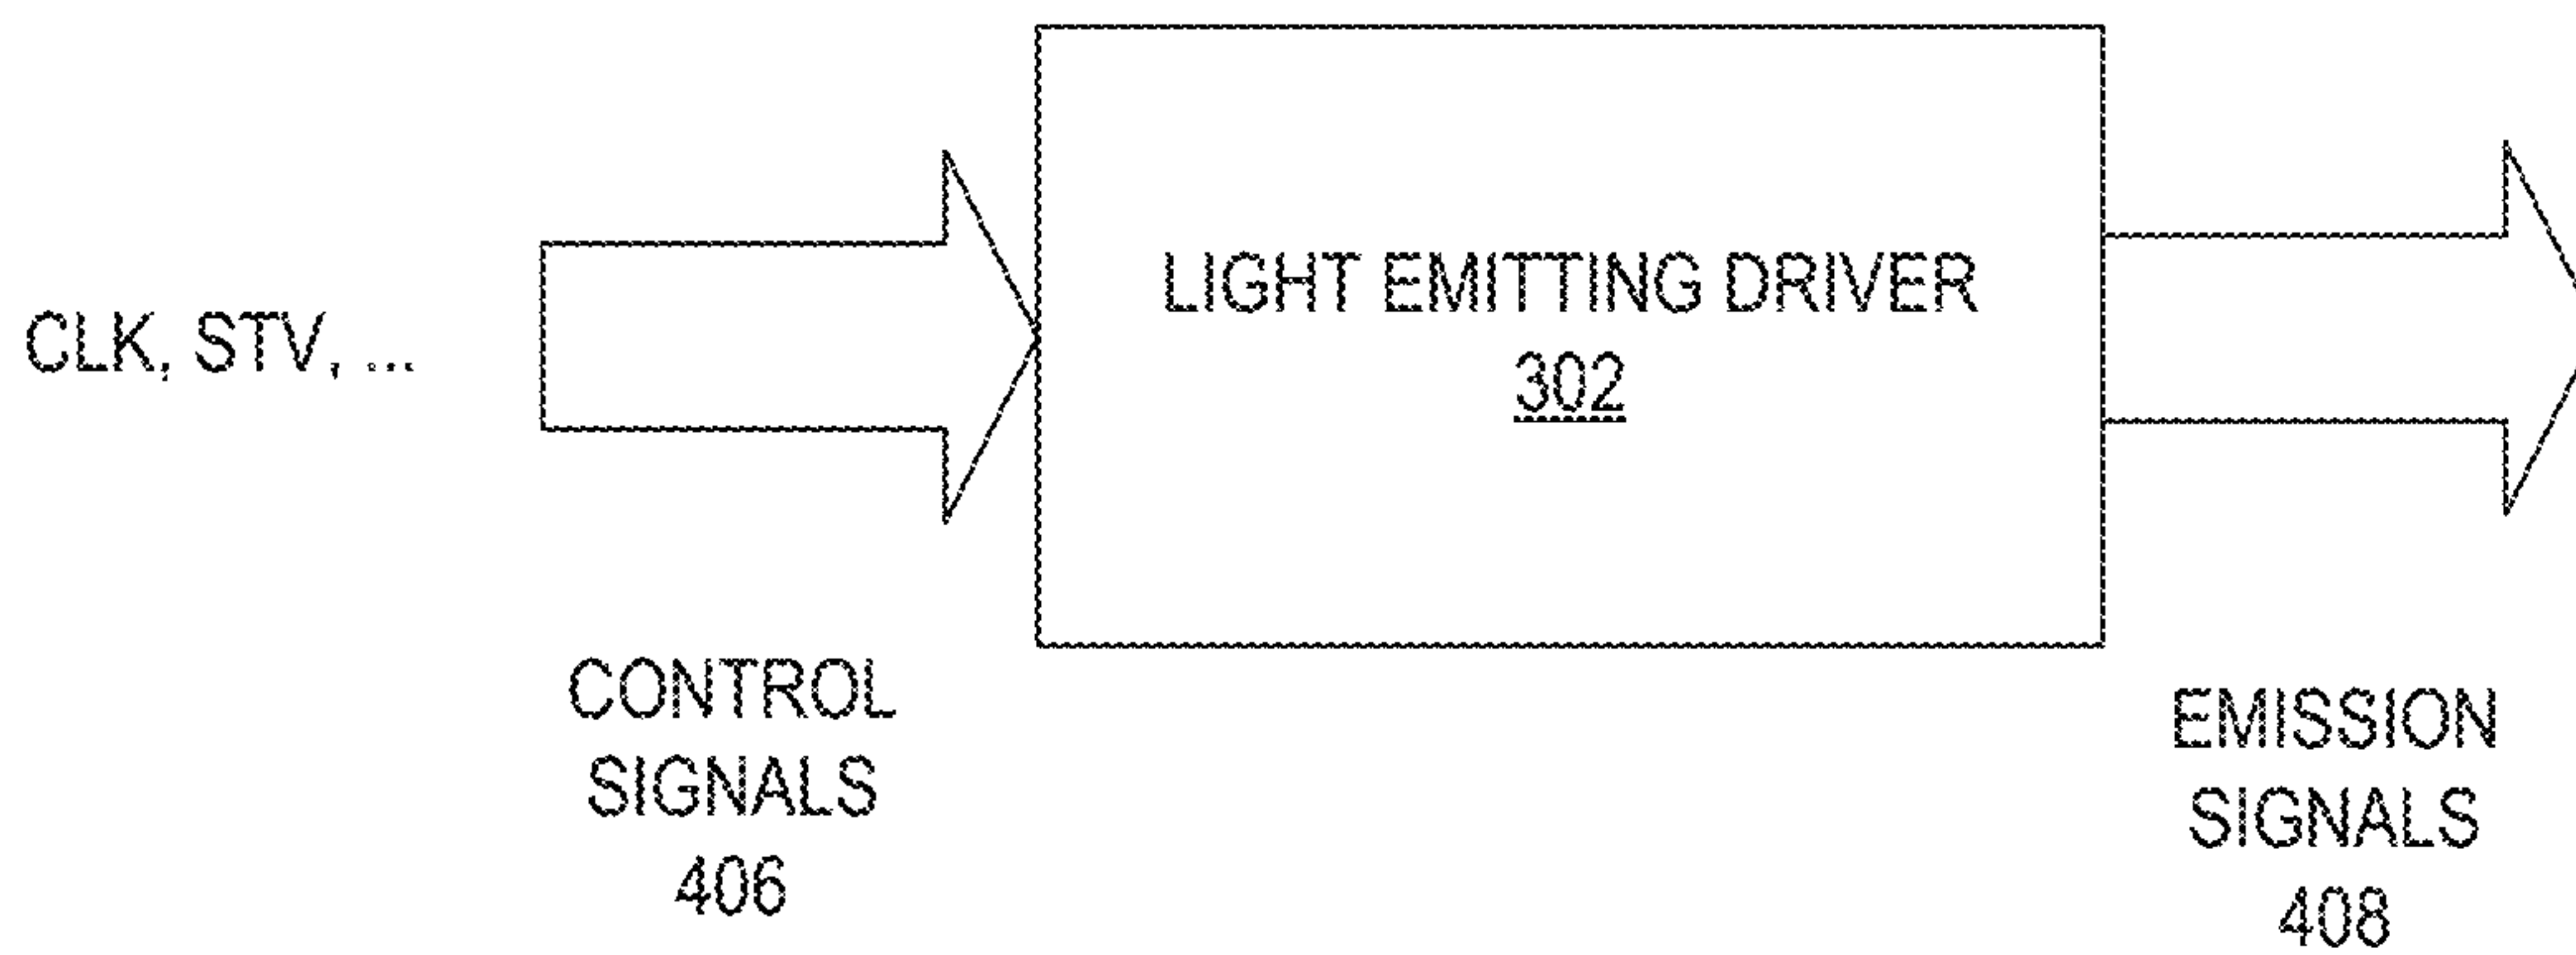 CLK, STV, ...
LIGHT EMITTING DRIVER
302
CONTROL
SIGNALS
406
EMISSION
SIGNALS
408